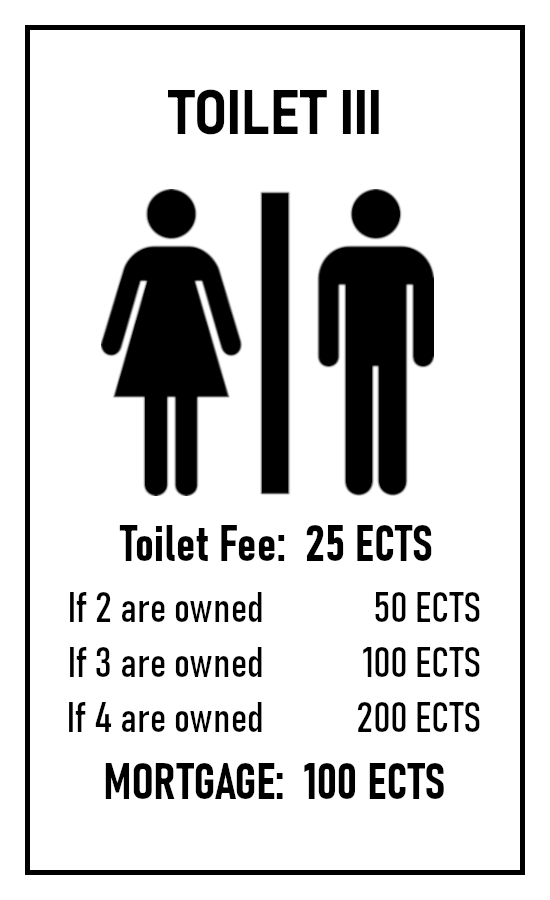 TOILET III
Toilet Fee: 25 ECTS
If 2 are owned 50 ECTS
If 3 are owned 100 ECTS
If 4 are owned 200 ECTS
MORTGAGE: 100 ECTS